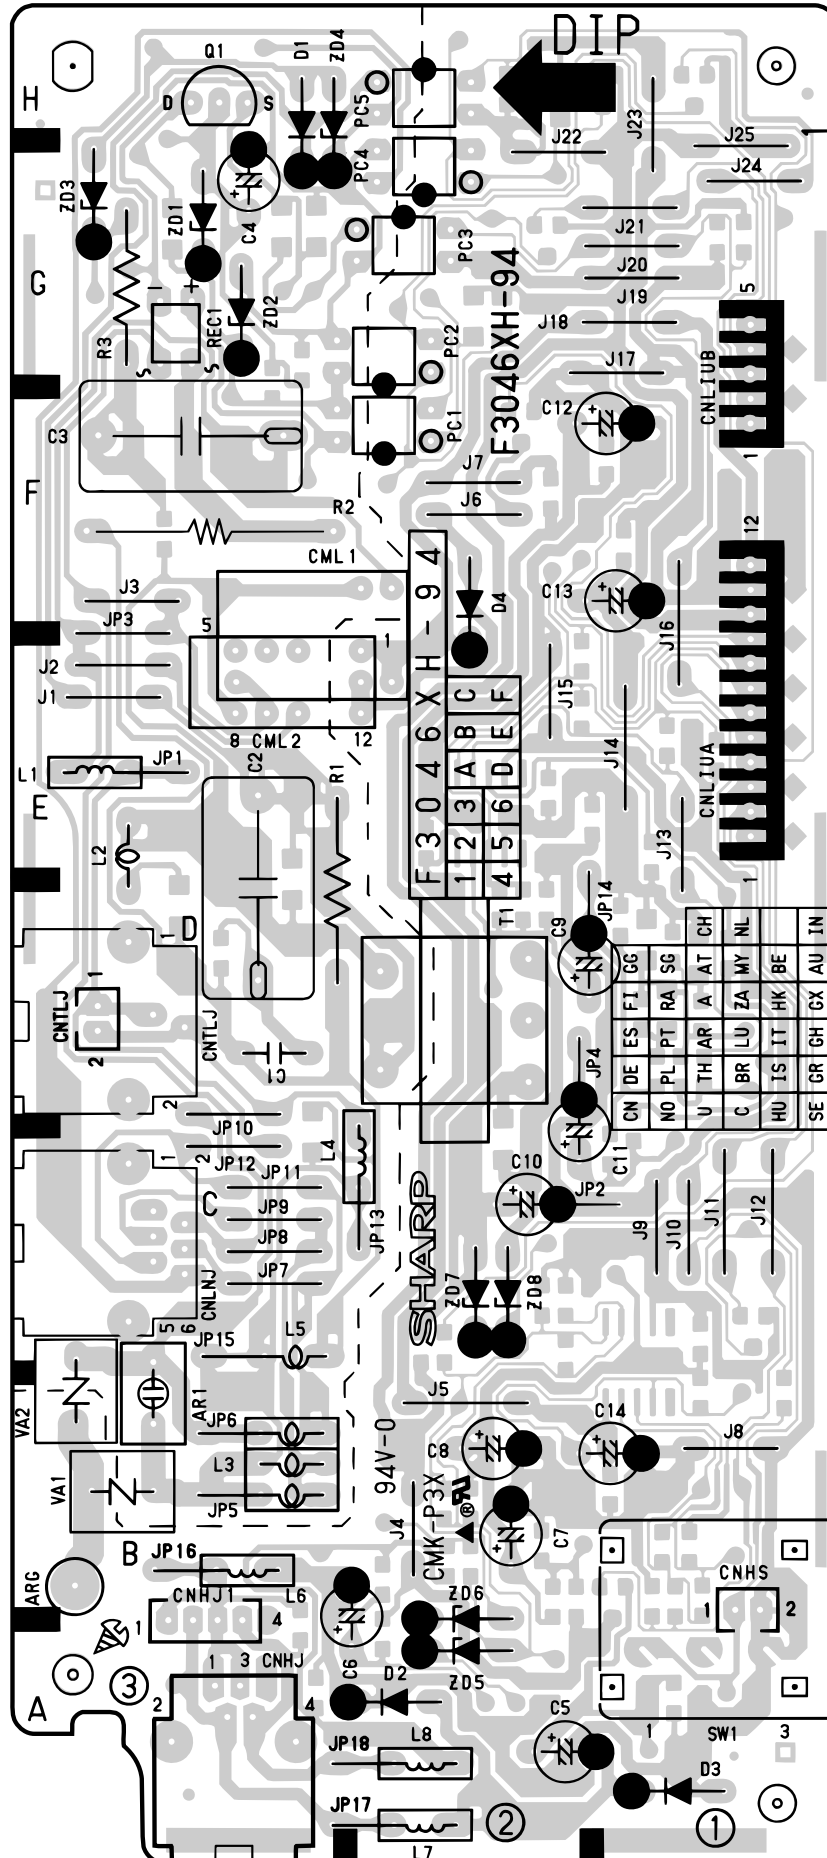 DIP
Q1
D1
ZD4
H
D
S
PC5
J23
J22
J25
PC4
J24
ZD3
ZD1
C4
PC3
J21
G
J20
F3046XH-94
- +
J19
5
R3
REC1
ZD2
PC2
J18
CNLIUB
S
S
J17
C12
C3
PC1
1
J7
F
R2
J6
12
CML1
J3
C13
D4
JP3
5
1
J16
J2
J1
J15
8 CML2 12
C2
J14
CNLIUA
L1
JP1
R1
E
L2
J13
F3046XH-94
1 2 3 A B C
4 5 6 D E F
1
T1
C9
JP14
D
1
1
CNTLJ
CNTLJ
2
C1
2
JP4
CN DE ES FI GG
NO PL PT RA SG
U TH AR A AT CH
C BR LU ZA MY NL
HU IS IT HK BE
SE GR GH GX AU IN
JP10
L4
C11
1
2
JP12
JP11
C10
JP2
C
JP9
JP13
SHARP
J9
J10
J11
J12
JP8
JP7
CNLNJ
ZD7
ZD8
5
6
JP15
L5
VA2
AR1
J5
JP6
94V-0
C8
C14
J8
L3
VA1
JP5
J4
CMK-P3X
®
C7
B
JP16
ARG
CNHJ1
L6
ZD6
CNHS
1
2
1
4
1
3
CNHJ
C6
D2
ZD5
3
A
2
4
C5
1
SW1
3
JP18
L8
D3
JP17
2
1
L7